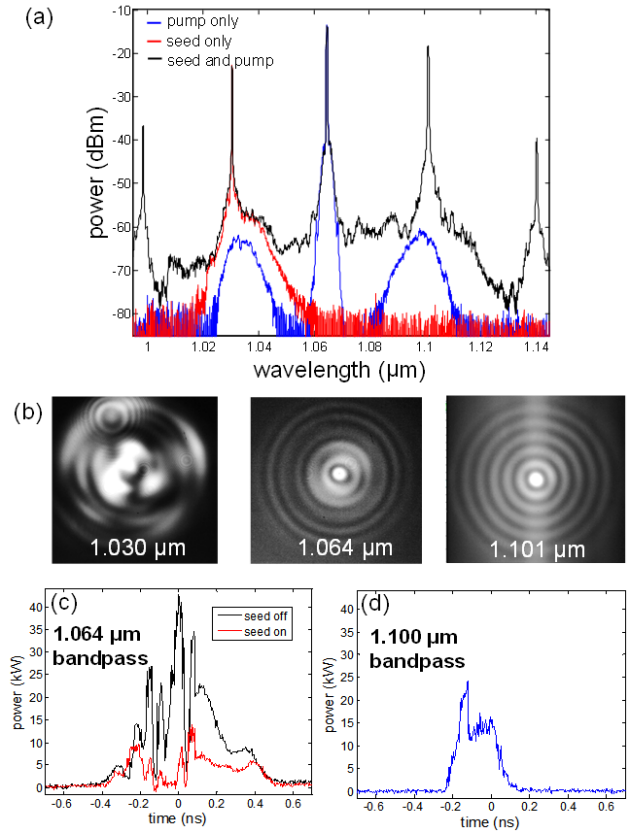 (a)
pump only
seed only
seed and pump
-10
-20
-30
-40
-50
-60
-70
-80
power (dBm)
1 1.02 1.04 1.06 1.08 1.1 1.12 1.14
wavelength (µm)
(b)
1.030 µm
1.064 µm
1.101 µm
(c)
1.064 µm
bandpass
seed off
seed on
40
35
30
25
20
15
10
5
0
power (kW)
-0.6 -0.4 -0.2 0 0.2 0.4 0.6
time (ns)
(d)
1.100 µm
bandpass
40
35
30
25
20
15
10
5
0
power (kW)
-0.6 -0.4 -0.2 0 0.2 0.4 0.6
time (ns)